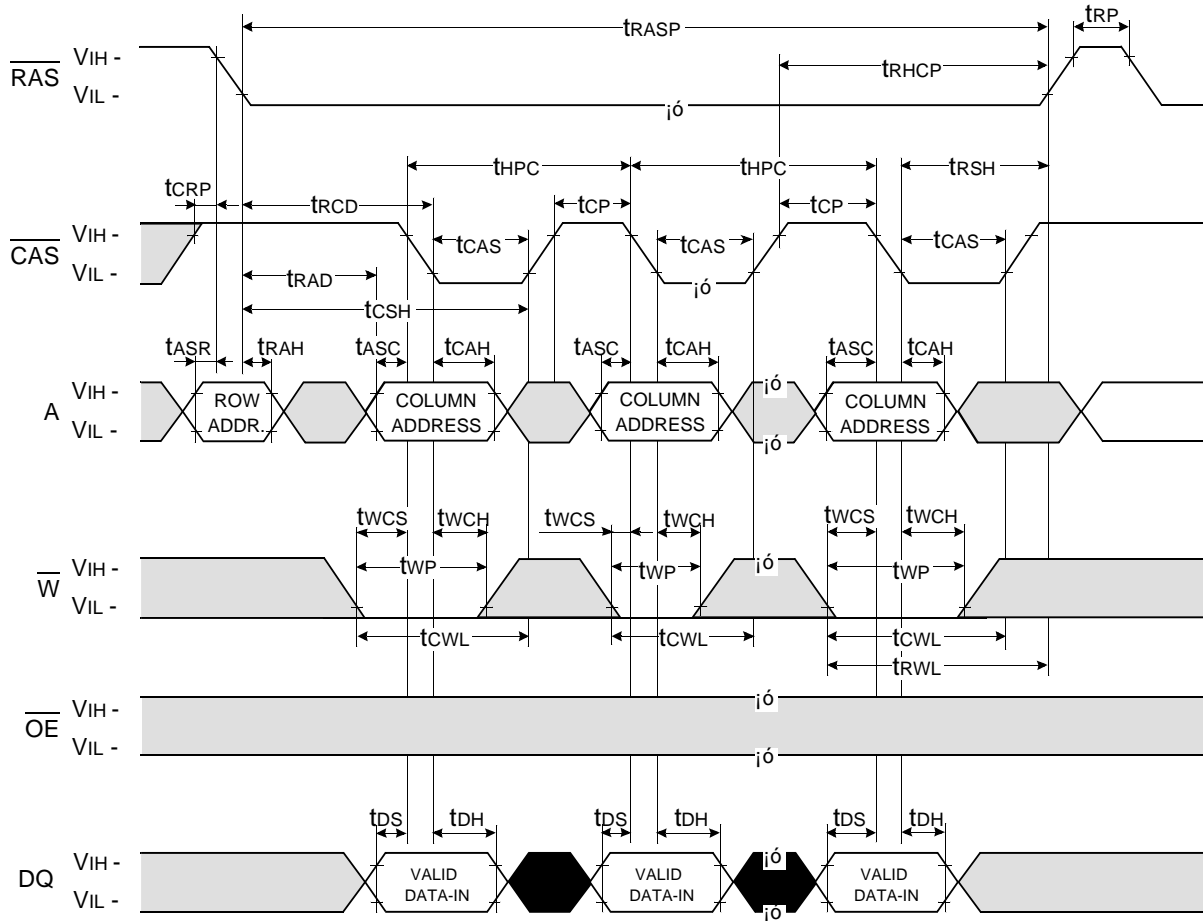 tRASP
tRP
VIH -
RAS
VIL -
tRHCP
¡ó
tHPC
tHPC
tRSH
tCRP
tRCD
tCP
tCP
VIH -
CAS
VIL -
tCAS
tCAS
tCAS
tRAD
¡ó
tCSH
tASR
tRAH
tASC
tCAH
tASC
tCAH
tASC
tCAH
VIH -
A
VIL -
ROW
ADDR.
COLUMN
ADDRESS
COLUMN
ADDRESS
¡ó
¡ó
COLUMN
ADDRESS
tWCS
tWCH
tWCS
tWCH
tWCS
tWCH
VIH -
W
VIL -
tWP
tWP
¡ó
tWP
tCWL
tCWL
tCWL
tRWL
VIH -
OE
VIL -
¡ó
¡ó
tDS
tDH
tDS
tDH
tDS
tDH
VIH -
DQ
VIL -
VALID
DATA-IN
VALID
DATA-IN
¡ó
¡ó
VALID
DATA-IN